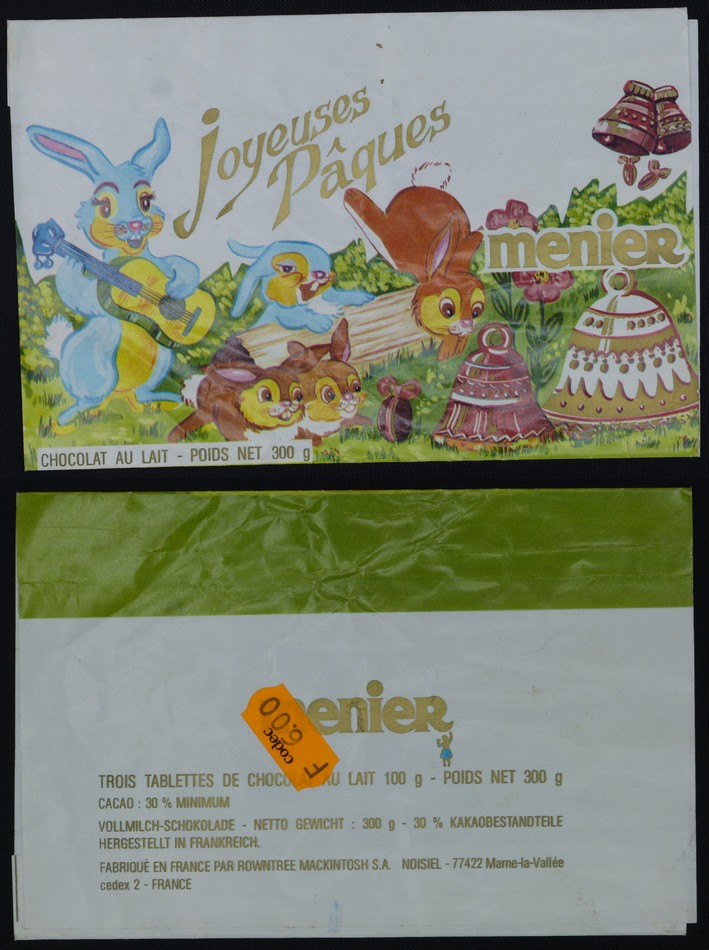 Joyeuses
Pâques
menier
CHOCOLAT AU LAIT - POIDS NET 300 g
menier
F 6,00
codec
TROIS TABLETTES DE CHOCOLAT AU LAIT 100 g - POIDS NET 300 g
CACAO : 30 % MINIMUM
VOLLMILCH-SCHOKOLADE - NETTO GEWICHT : 300 g - 30 % KAKAOBESTANDTEILE
HERGESTELLT IN FRANKREICH.
FABRIQUÉ EN FRANCE PAR ROWNTREE MACKINTOSH S.A. NOISIEL - 77422 Marne-la-Vallée
cedex 2 - FRANCE